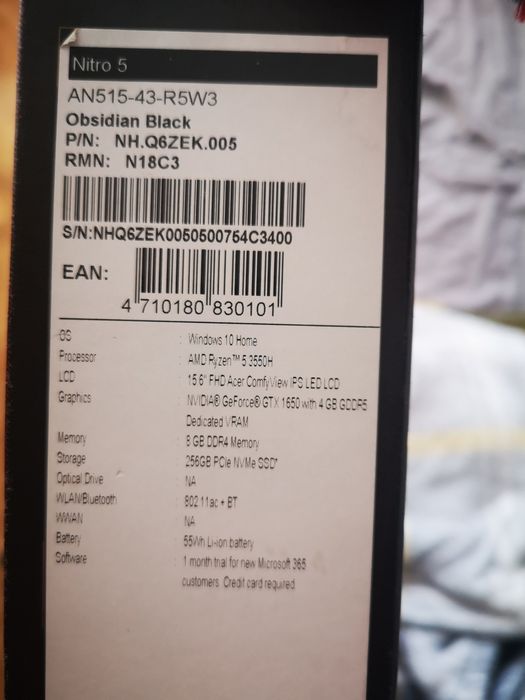 Nitro 5
AN515-43-R5W3
Obsidian Black
P/N: NH.Q6ZEK.005
RMN: N18C3
S/N:NHQ6ZEK0050500754C3400
EAN:
4 710180 830101
OS : Windows 10 Home
Processor : AMD Ryzen™ 5 3550H
LCD : 15.6" FHD Acer ComfyView IPS LED LCD
Graphics : NVIDIA® GeForce® GTX 1650 with 4 GB GDDR5
Dedicated VRAM
Memory : 8 GB DDR4 Memory
Storage : 256GB PCIe NVMe SSD*
Optical Drive : NA
WLAN/Bluetooth : 802.11ac + BT
WWAN : NA
Battery : 55Wh Li-ion battery
Software : 1 month trial for new Microsoft 365
customers. Credit card required.